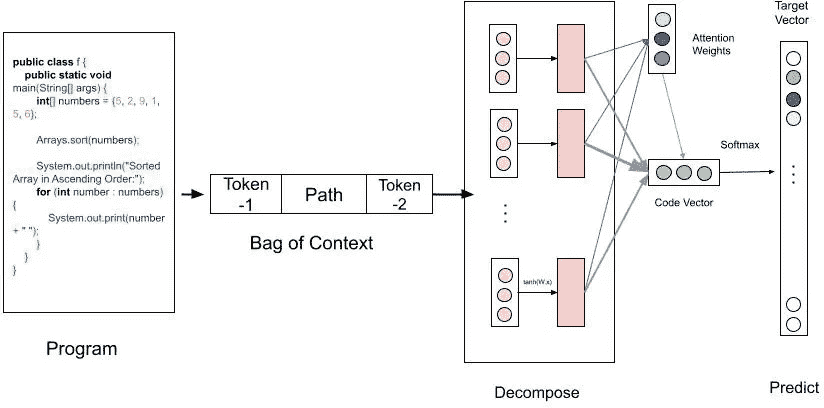 public class f {
public static void
main(String[] args) {
int[] numbers = {5, 2, 9, 1,
5, 6};
Arrays.sort(numbers);
System.out.println("Sorted
Array in Ascending Order:");
for (int number : numbers)
{
System.out.print(number
+ " ");
}
}
}
Program
Token
-1
Path
Token
-2
Bag of Context
tanh(W,x)
Decompose
Attention
Weights
Code Vector
Softmax
Target
Vector
Predict